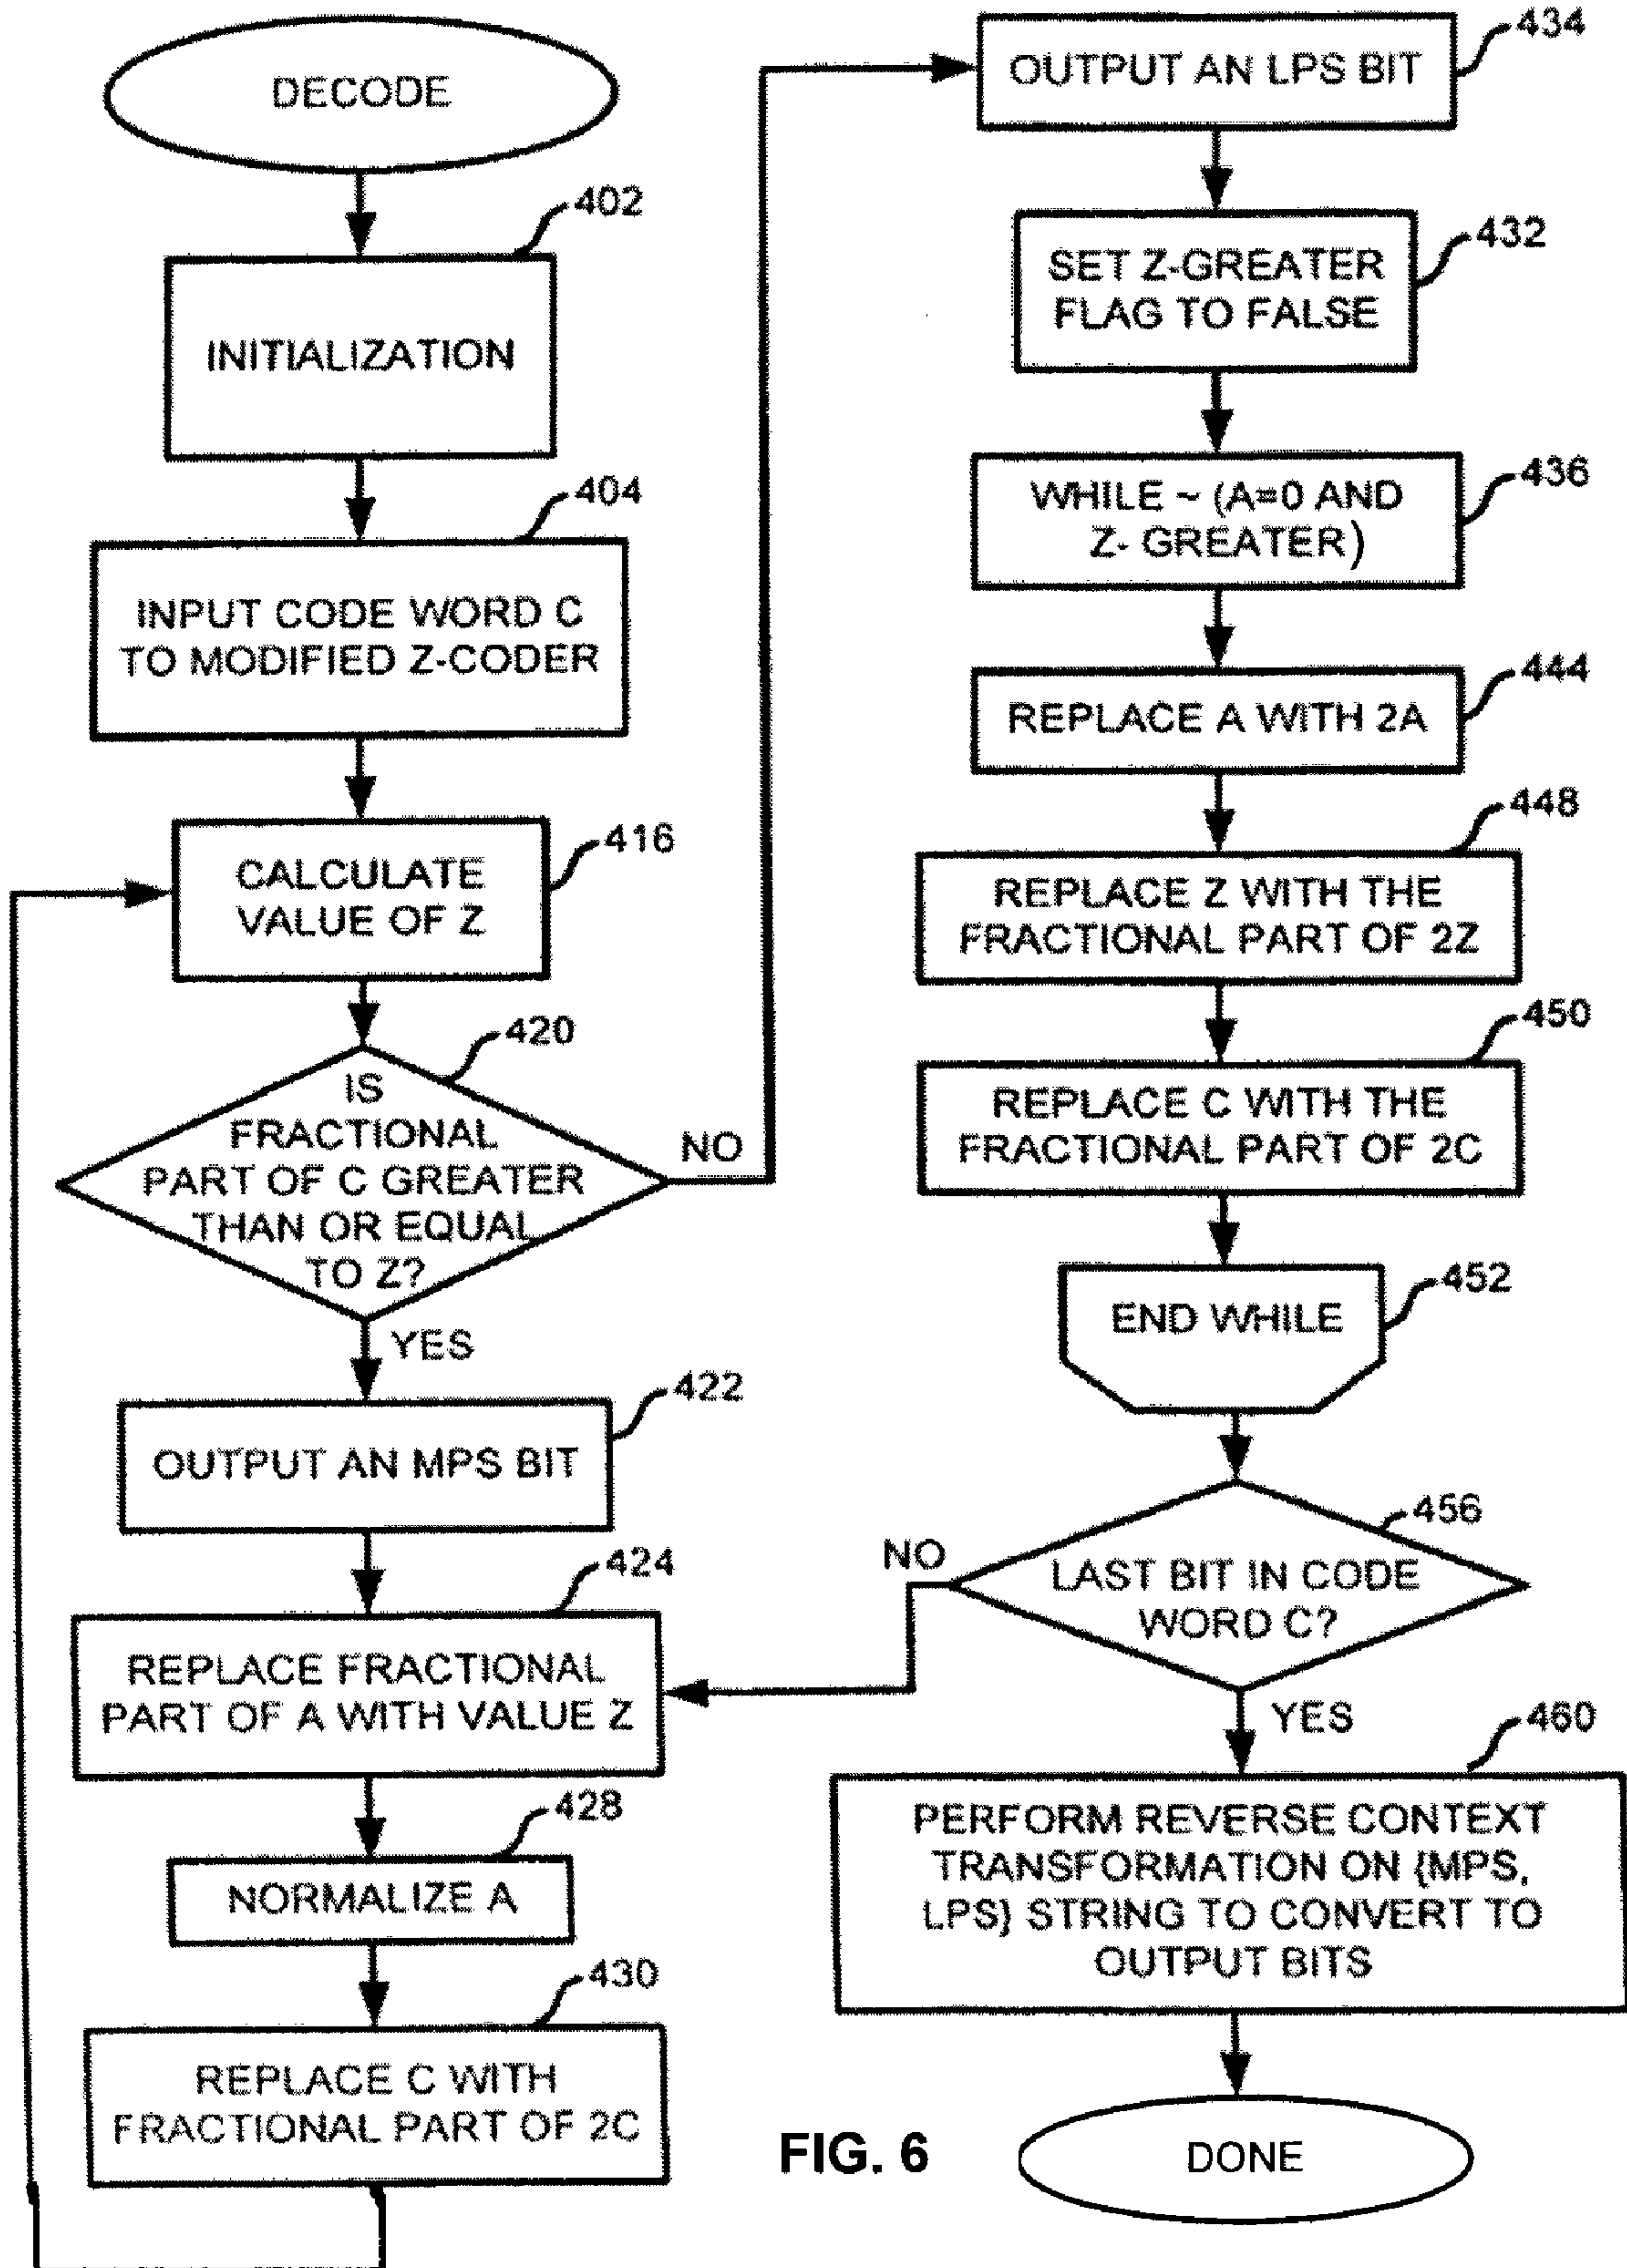 DECODE
402
INITIALIZATION
404
INPUT CODE WORD C
TO MODIFIED Z-CODER
416
CALCULATE
VALUE OF Z
420
IS
FRACTIONAL
PART OF C GREATER
THAN OR EQUAL
TO Z?
NO
YES
422
OUTPUT AN MPS BIT
424
REPLACE FRACTIONAL
PART OF A WITH VALUE Z
428
NORMALIZE A
430
REPLACE C WITH
FRACTIONAL PART OF 2C
434
OUTPUT AN LPS BIT
432
SET Z-GREATER
FLAG TO FALSE
436
WHILE ~ (A=0 AND
Z- GREATER)
444
REPLACE A WITH 2A
448
REPLACE Z WITH THE
FRACTIONAL PART OF 2Z
450
REPLACE C WITH THE
FRACTIONAL PART OF 2C
452
END WHILE
456
NO
LAST BIT IN CODE
WORD C?
YES
460
PERFORM REVERSE CONTEXT
TRANSFORMATION ON {MPS,
LPS} STRING TO CONVERT TO
OUTPUT BITS
DONE
FIG. 6